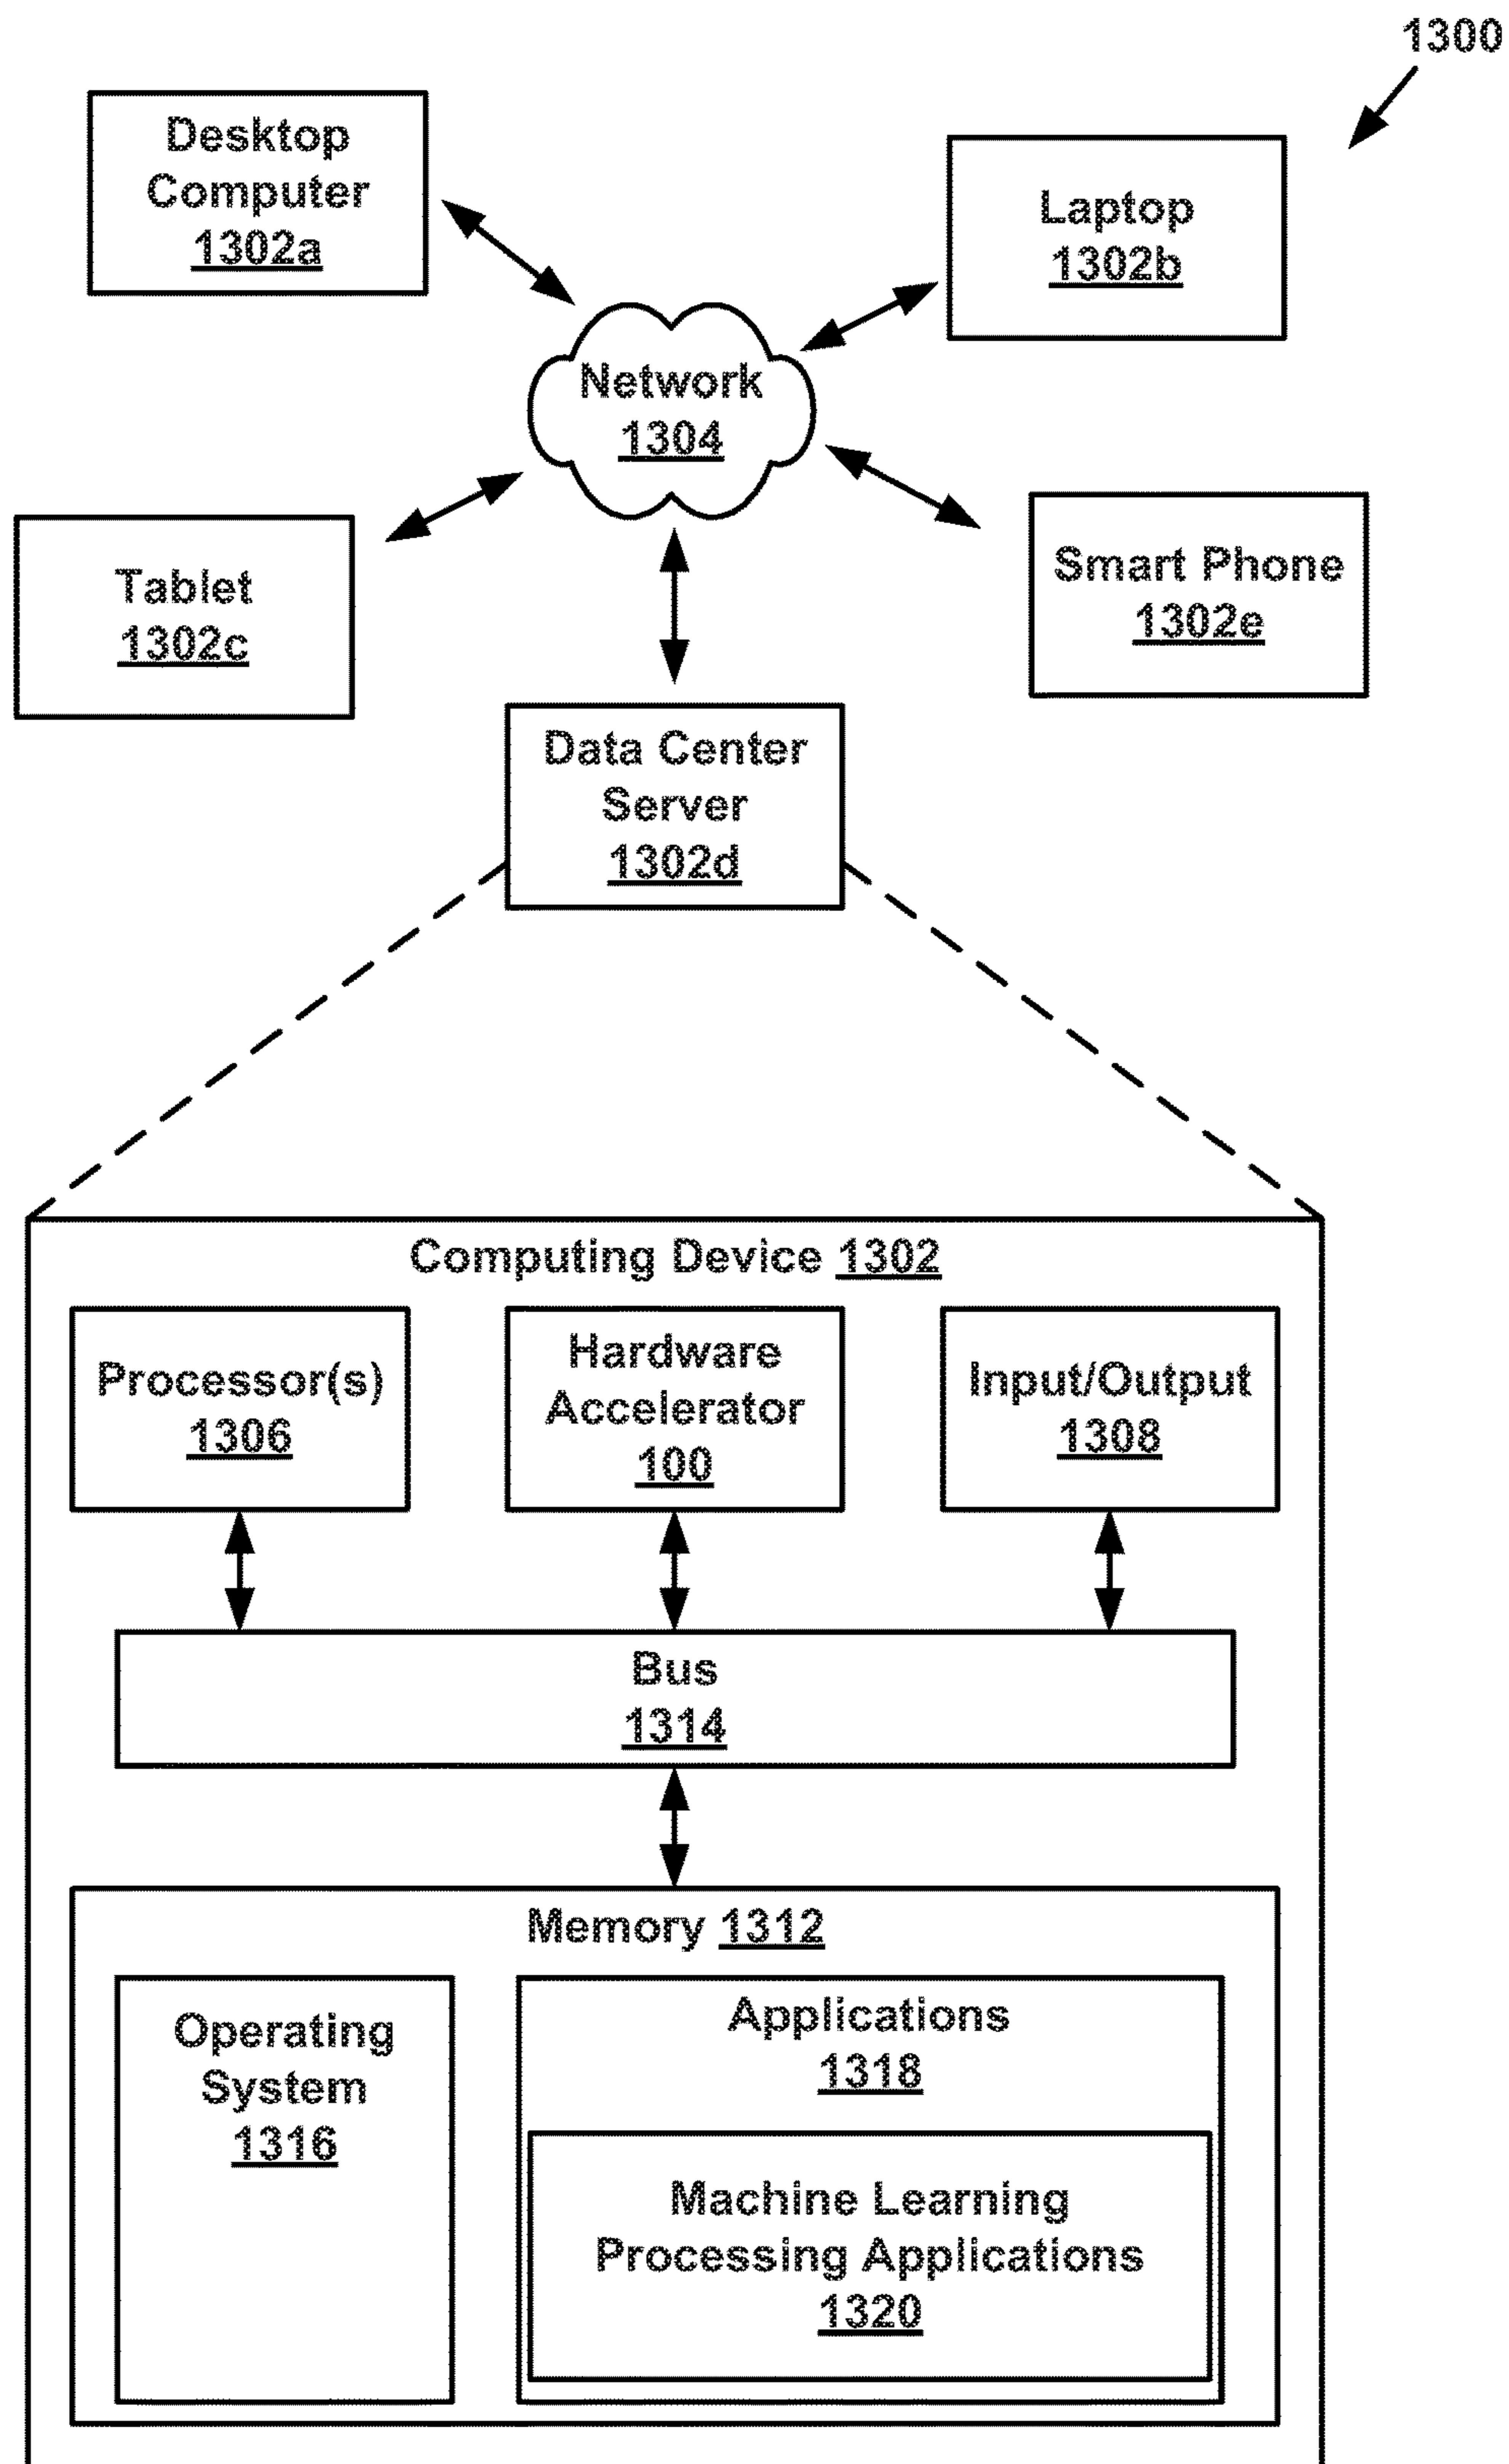 1300
Desktop
Computer
1302a
Laptop
1302b
Network
1304
Tablet
1302c
Smart Phone
1302e
Data Center
Server
1302d
Computing Device 1302
Processor(s)
1306
Hardware
Accelerator
100
Input/Output
1308
Bus
1314
Memory 1312
Operating
System
1316
Applications
1318
Machine Learning
Processing Applications
1320